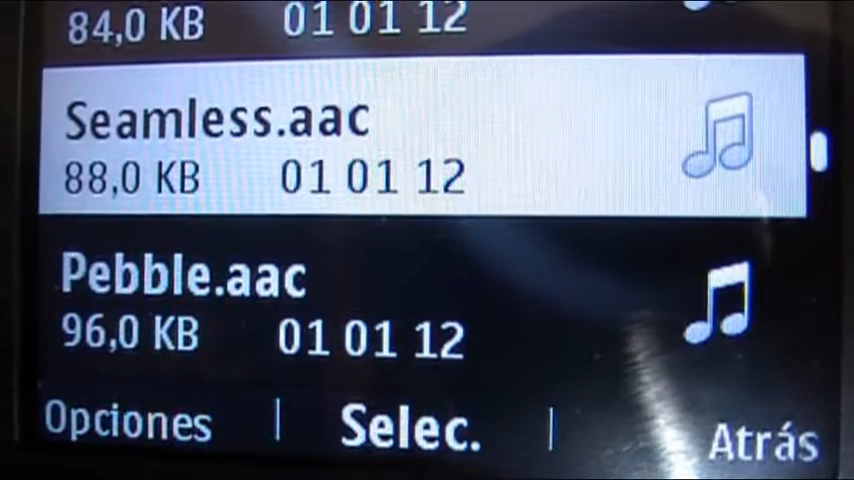 84,0 KB 01 01 12
Seamless.aac
88,0 KB 01 01 12
Pebble.aac
96,0 KB 01 01 12
Opciones Selec. Atrás